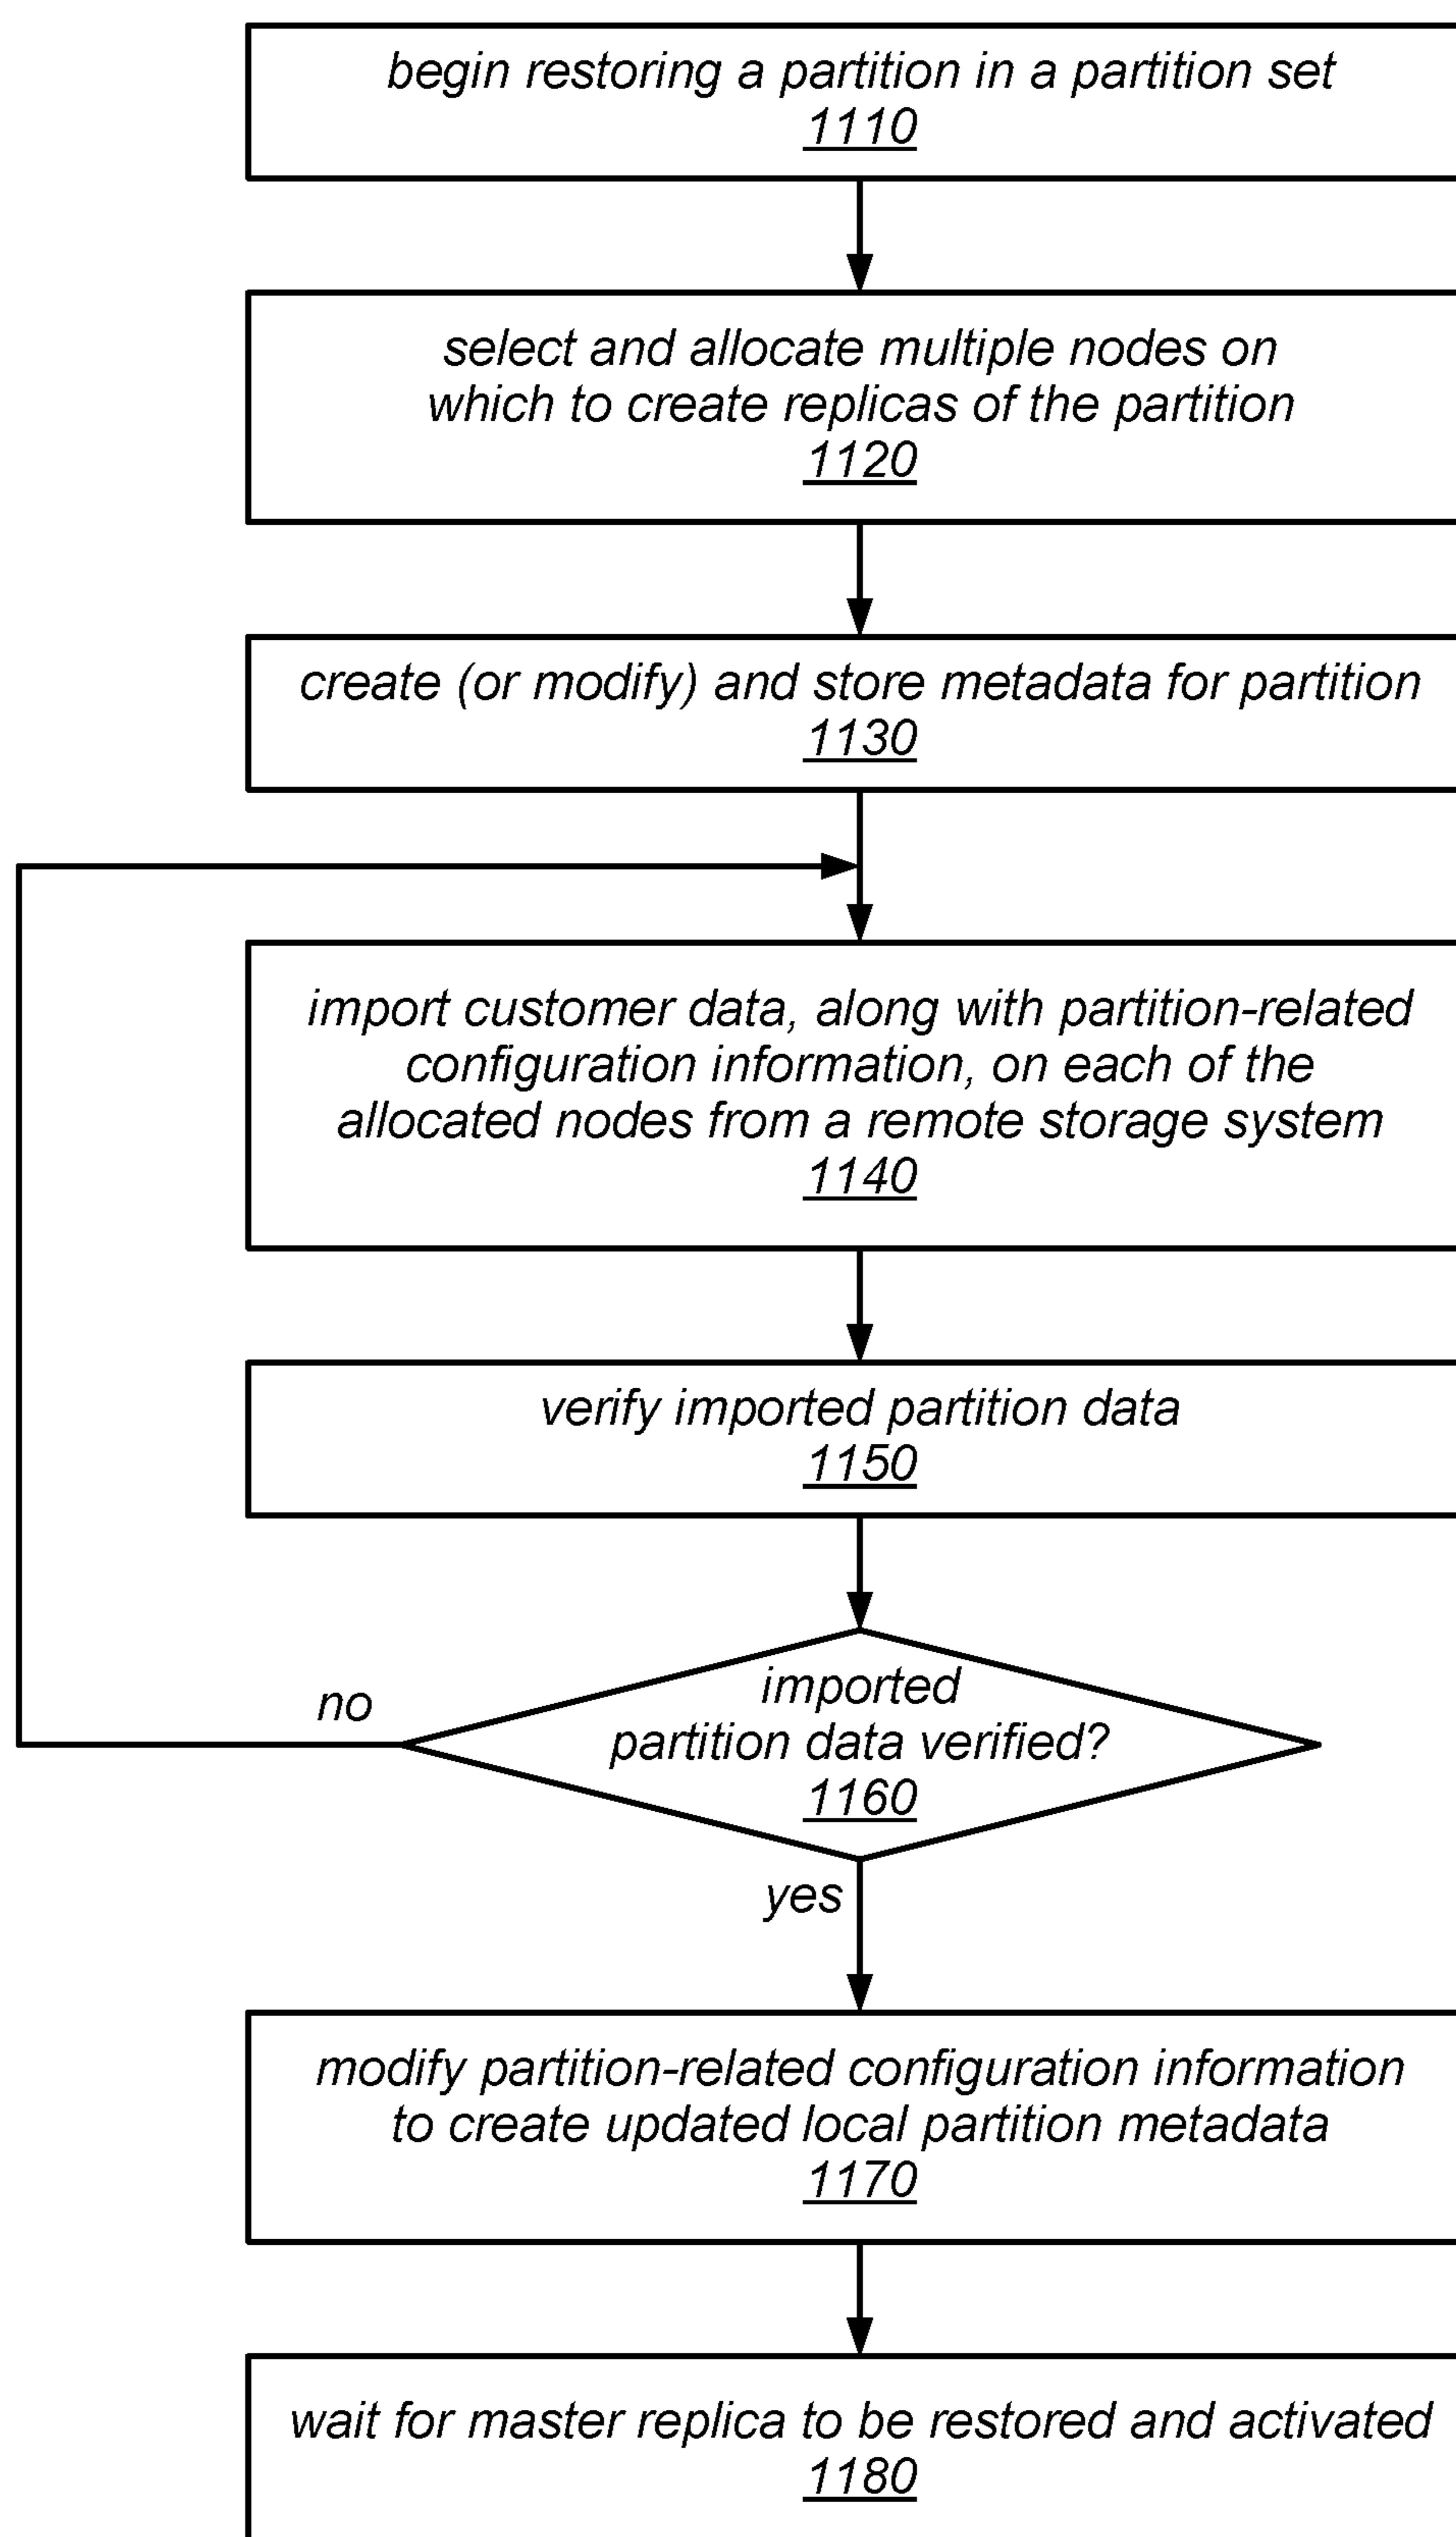 begin restoring a partition in a partition set
1110
select and allocate multiple nodes on
which to create replicas of the partition
1120
create (or modify) and store metadata for partition
1130
import customer data, along with partition-related
configuration information, on each of the
allocated nodes from a remote storage system
1140
verify imported partition data
1150
imported
partition data verified?
1160
no
yes
modify partition-related configuration information
to create updated local partition metadata
1170
wait for master replica to be restored and activated
1180